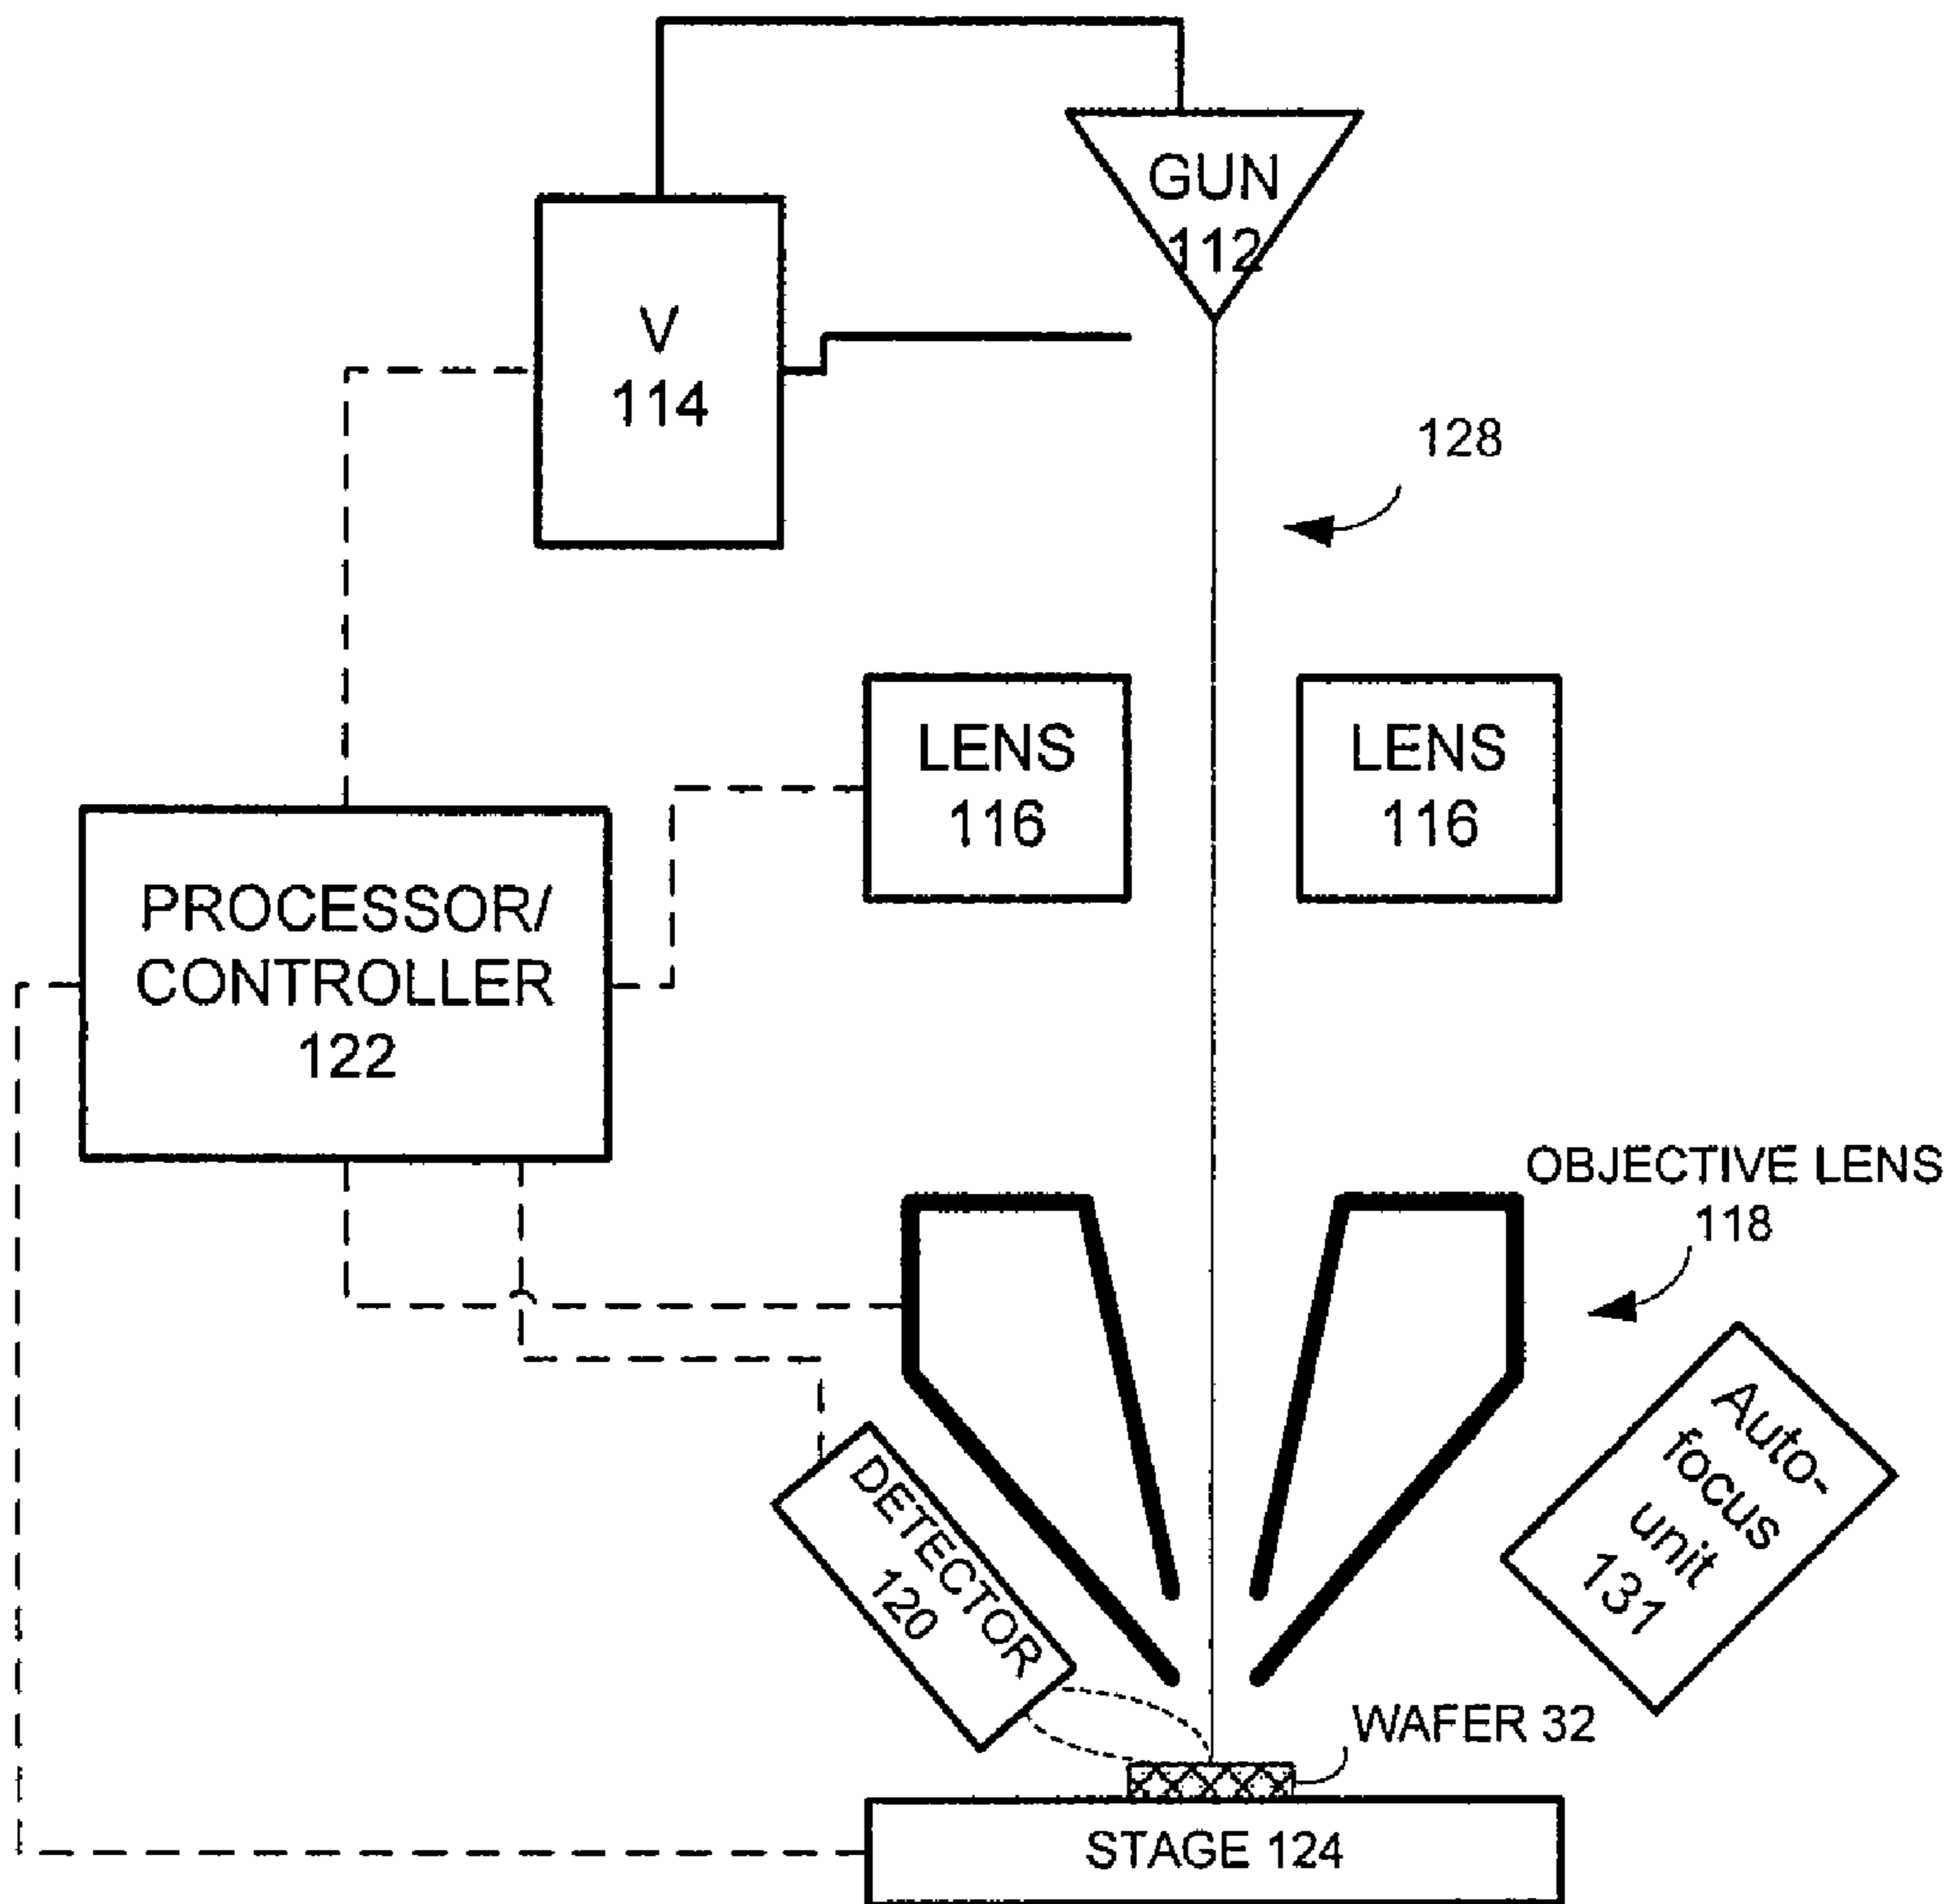 GUN
112
V
114
128
LENS
116
LENS
116
PROCESSOR/
CONTROLLER
122
OBJECTIVE LENS
118
Auto-
focus
unit
131
DETECTOR
120
WAFER 32
STAGE 124